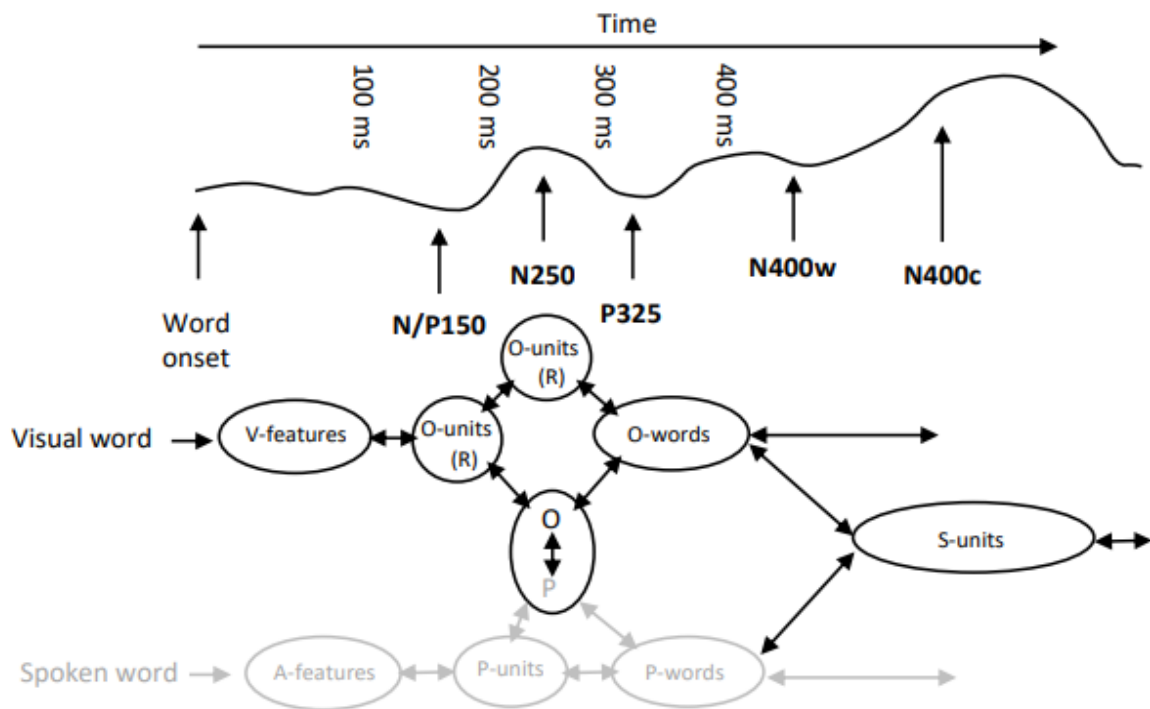 Time
100 ms
200 ms
300 ms
400 ms
N250
N400w
N400c
Word
onset
N/P150
P325
O-units
(R)
Visual word
V-features
O-units
(R)
O-words
O
P
S-units
Spoken word
A-features
P-units
P-words